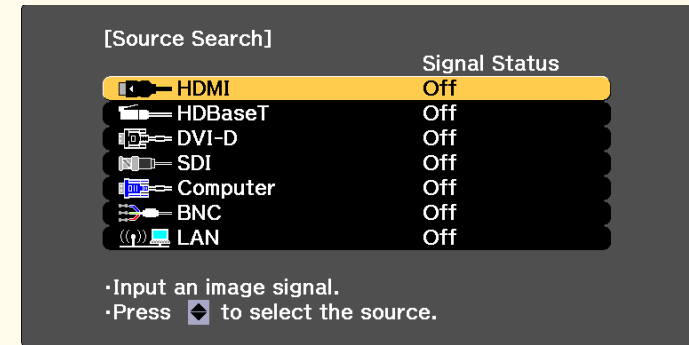 [Source Search]
Signal Status
HDMI Off
HDBaseT Off
DVI-D Off
SDI Off
Computer Off
BNC Off
LAN Off
·Input an image signal.
·Press to select the source.